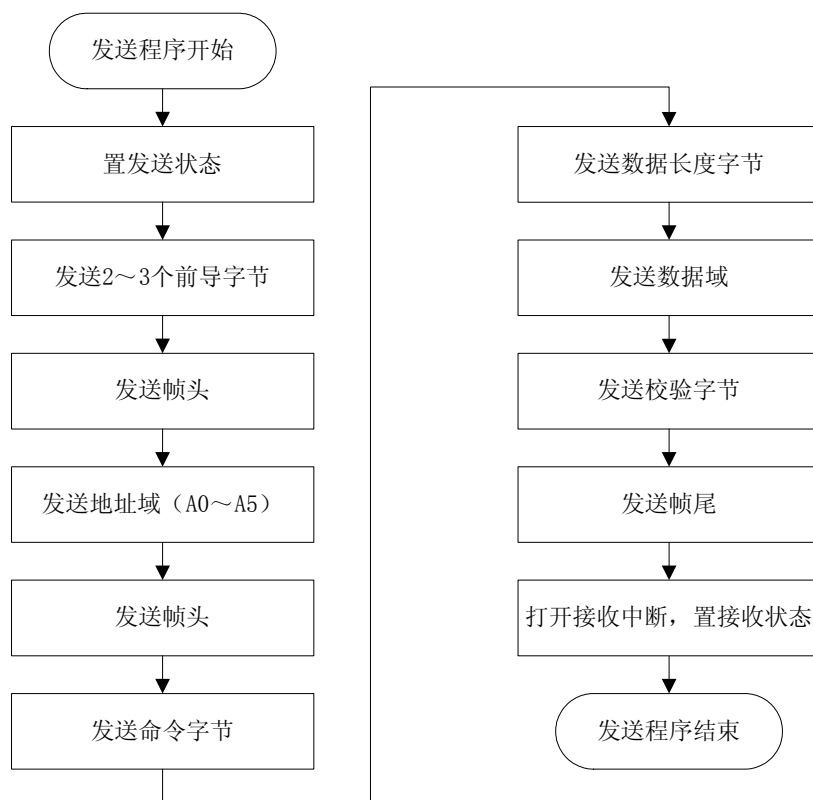 发送程序开始
置发送状态
发送2～3个前导字节
发送帧头
发送地址域（A0～A5）
发送帧头
发送命令字节
发送数据长度字节
发送数据域
发送校验字节
发送帧尾
打开接收中断，置接收状态
发送程序结束